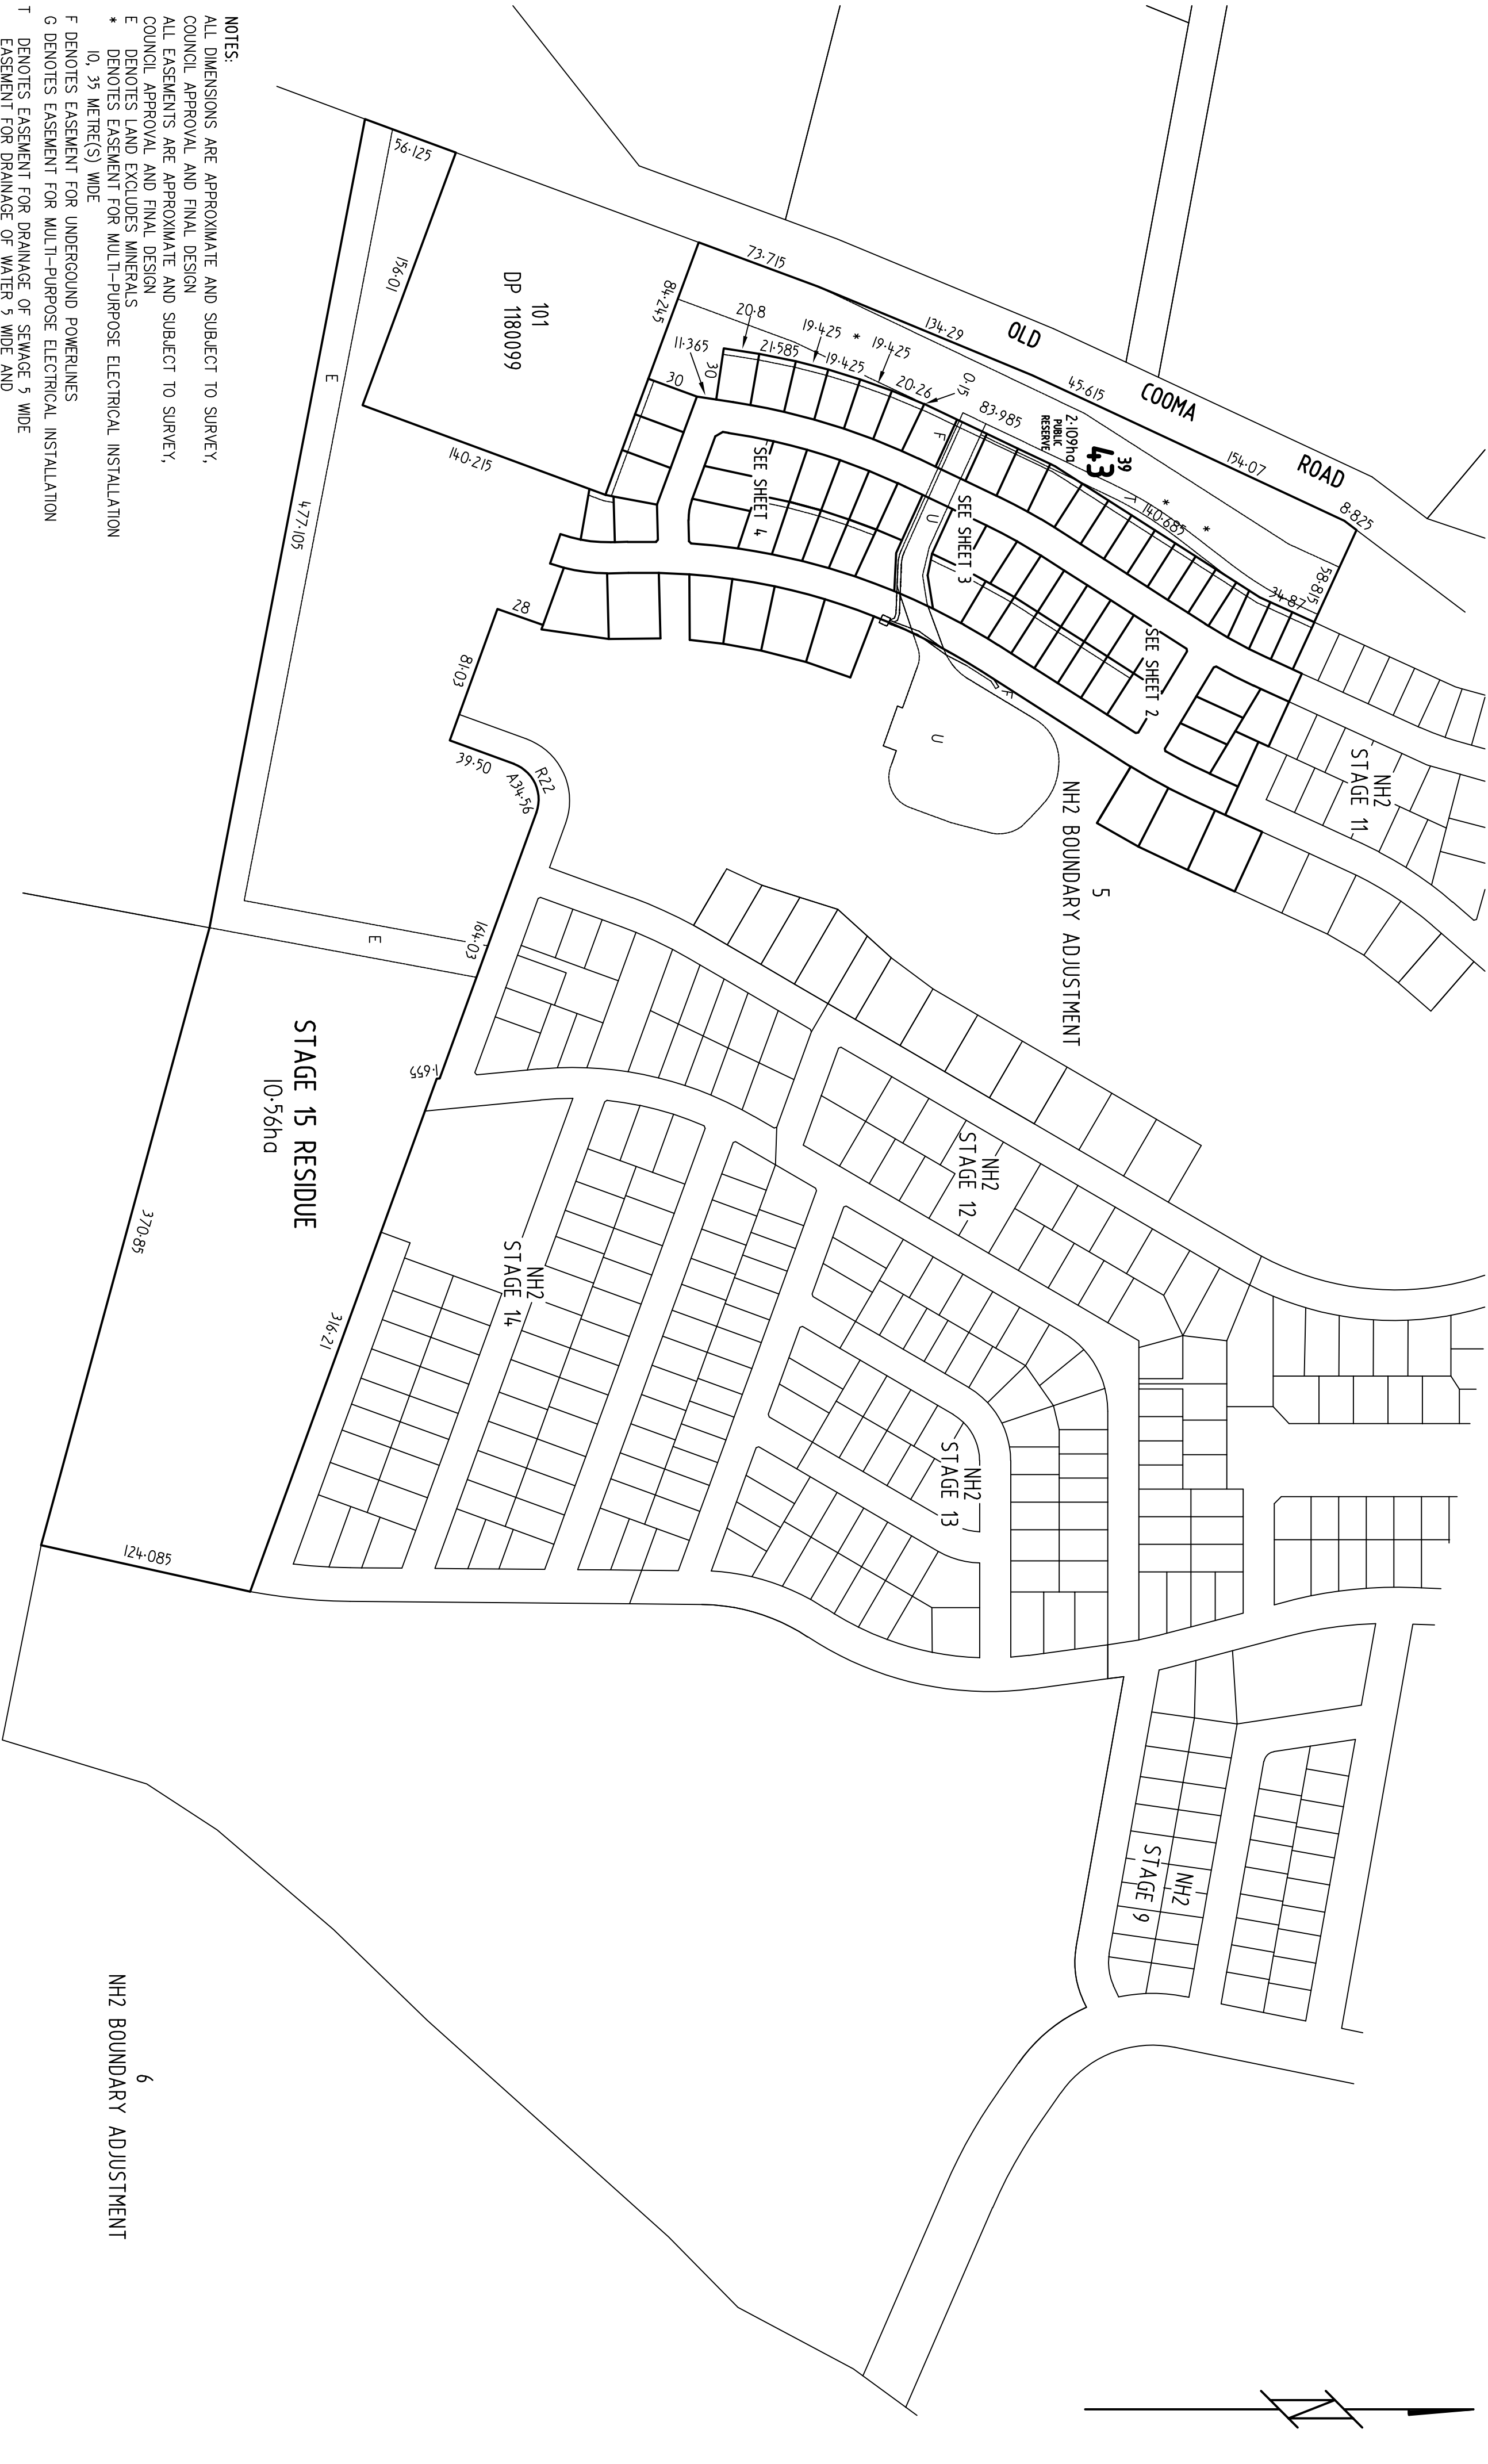 NOTES:
ALL DIMENSIONS ARE APPROXIMATE AND SUBJECT TO SURVEY,
COUNCIL APPROVAL AND FINAL DESIGN
ALL EASEMENTS ARE APPROXIMATE AND SUBJECT TO SURVEY,
COUNCIL APPROVAL AND FINAL DESIGN
E DENOTES LAND EXCLUDES MINERALS
* DENOTES EASEMENT FOR MULTI-PURPOSE ELECTRICAL INSTALLATION
10, 35 METRE(S) WIDE
F DENOTES EASEMENT FOR UNDERGOUND POWERLINES
G DENOTES EASEMENT FOR MULTI-PURPOSE ELECTRICAL INSTALLATION
T DENOTES EASEMENT FOR DRAINAGE OF SEWAGE 5 WIDE
EASEMENT FOR DRAINAGE OF WATER 5 WIDE AND
OLD COOMA ROAD
73·715
134·29
45·615
154·07
8·825
58·815
34·87
140·685
83·985
0·15
20·26
19·425
19·425
19·425
21·585
20·8
30
11·365
30
84·245
*
*
*
T
F
F
U
U
39
43
2·109ha
PUBLIC
RESERVE
SEE SHEET 4
SEE SHEET 3
SEE SHEET 2
101
DP 1180099
56·125
156·01
140·215
28
81·03
39·50
R22
A34·56
164·03
1·655
316·21
124·085
370·85
477·105
E
E
STAGE 15 RESIDUE
10·56ha
5
NH2 BOUNDARY ADJUSTMENT
NH2
STAGE 11
NH2
STAGE 12
NH2
STAGE 13
NH2
STAGE 14
NH2
STAGE 9
6
NH2 BOUNDARY ADJUSTMENT